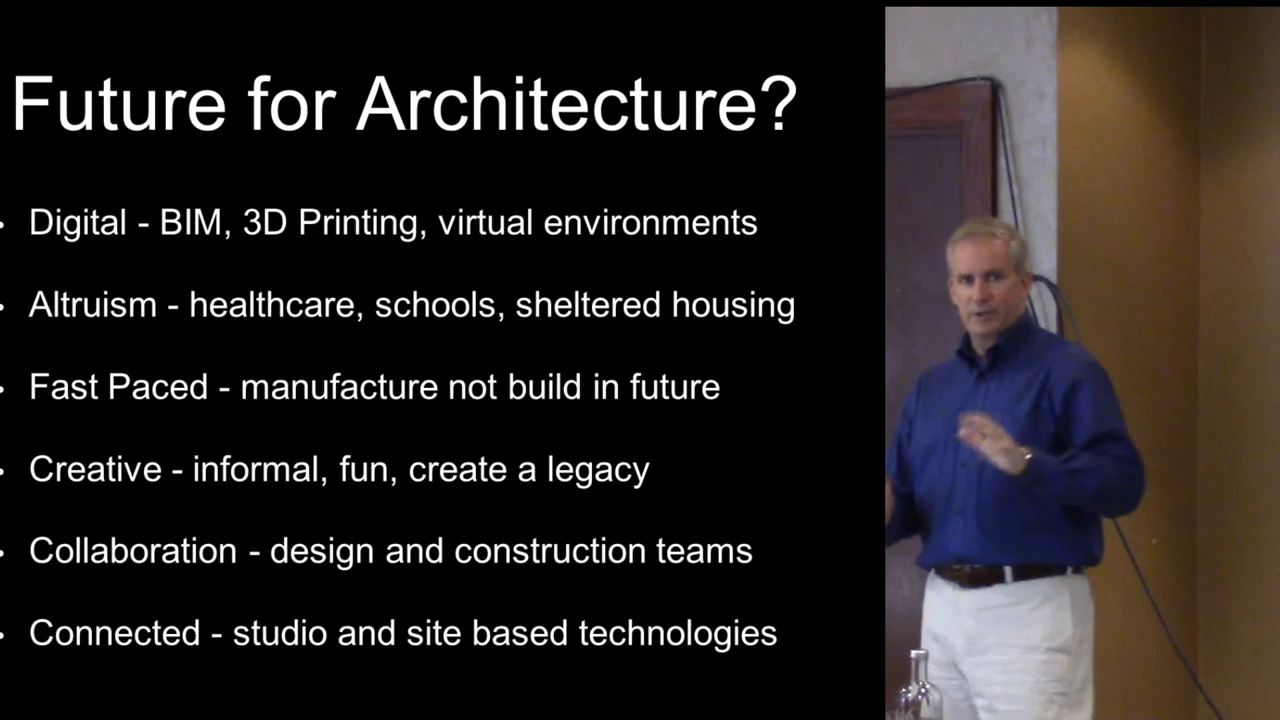 Future for Architecture?
• Digital - BIM, 3D Printing, virtual environments
• Altruism - healthcare, schools, sheltered housing
• Fast Paced - manufacture not build in future
• Creative - informal, fun, create a legacy
• Collaboration - design and construction teams
• Connected - studio and site based technologies